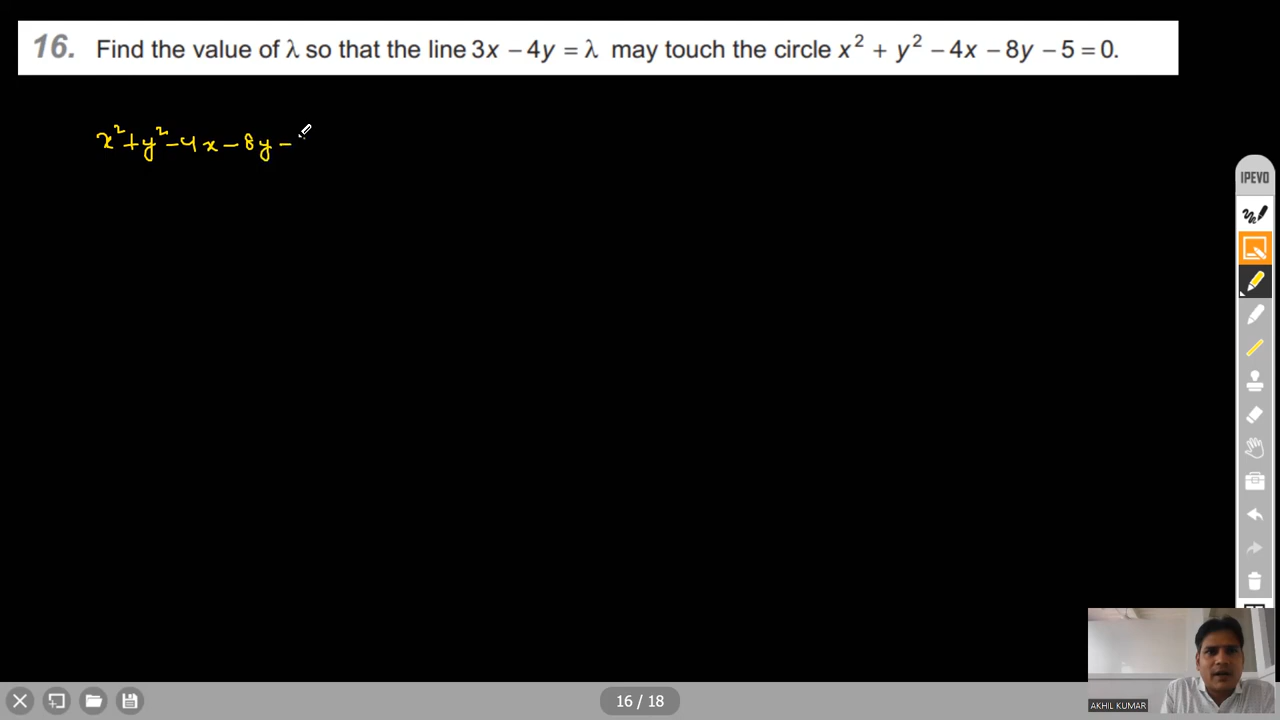 16. Find the value of λ so that the line 3x − 4y = λ may touch the circle x² + y² − 4x − 8y − 5 = 0.
x²+y²-4x-8y-
IPEVO
AKHIL KUMAR
16 / 18